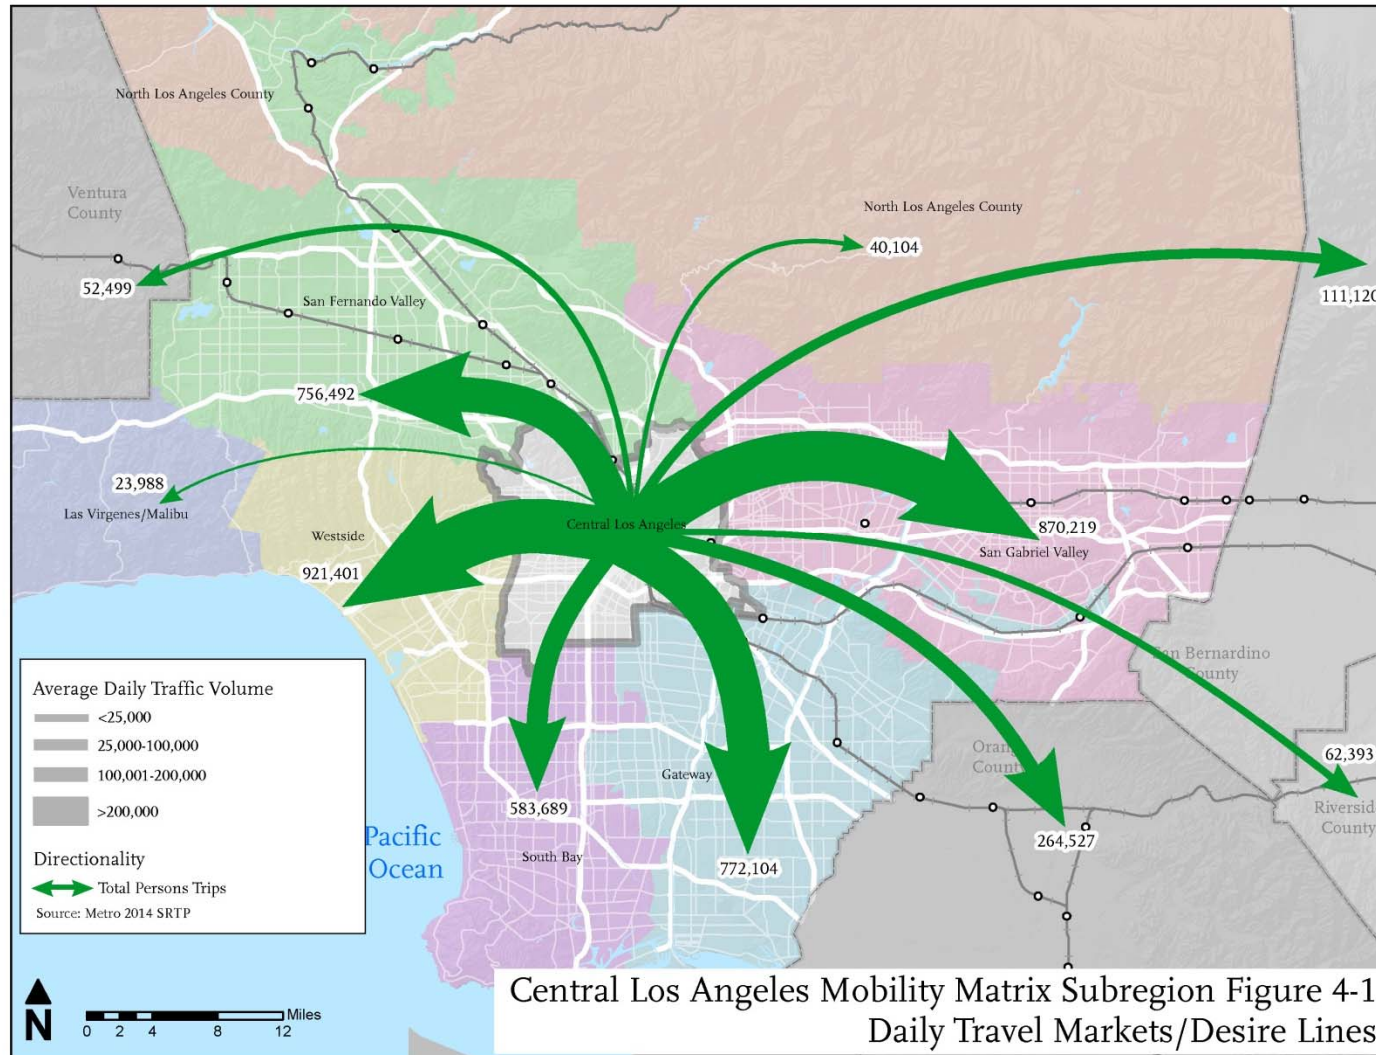 North Los Angeles County
Ventura
County
North Los Angeles County
40,104
52,499
San Fernando Valley
111,120
756,492
23,988
Las Virgenes/Malibu
Central Los Angeles
870,219
Westside
San Gabriel Valley
921,401
San Bernardino
County
Average Daily Traffic Volume
<25,000
25,000-100,000
100,001-200,000
>200,000
Directionality
Total Persons Trips
Source: Metro 2014 SRTP
Orange
County
62,393
Riverside
County
Gateway
583,689
264,527
Pacific
Ocean
South Bay
772,104
N
0 2 4 8 12 Miles
Central Los Angeles Mobility Matrix Subregion Figure 4-1
Daily Travel Markets/Desire Lines